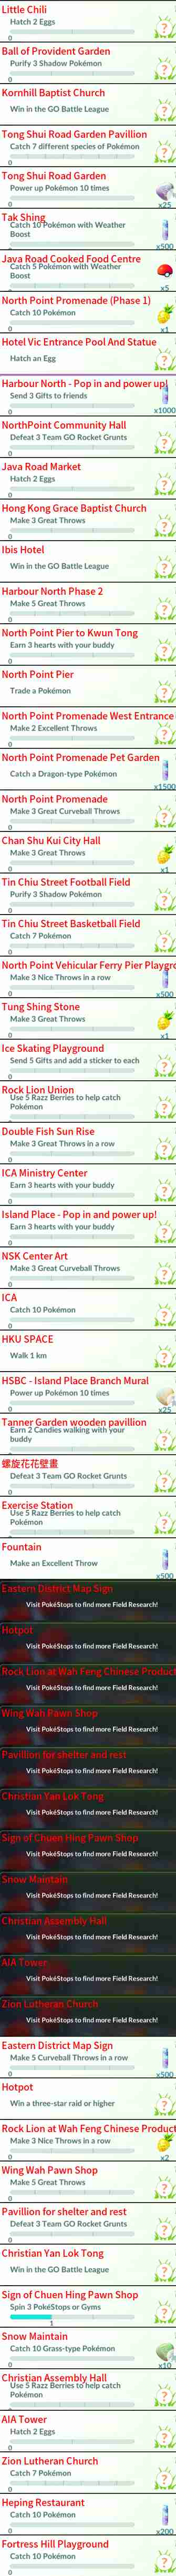 Little Chili
Hatch 2 Eggs
0
Ball of Provident Garden
Purify 3 Shadow Pokémon
0
Kornhill Baptist Church
Win in the GO Battle League
Tong Shui Road Garden Pavillion
Catch 7 different species of Pokémon
0
Tong Shui Road Garden
Power up Pokémon 10 times
0
x25
Tak Shing
Catch 10 Pokémon with Weather
Boost
0
x500
Java Road Cooked Food Centre
Catch 5 Pokémon with Weather
Boost
0
x5
North Point Promenade (Phase 1)
Catch 10 Pokémon
0
x1
Hotel Vic Entrance Pool And Statue
Hatch an Egg
Harbour North - Pop in and power up!
Send 3 Gifts to friends
0
x1000
NorthPoint Community Hall
Defeat 3 Team GO Rocket Grunts
0
Java Road Market
Hatch 2 Eggs
0
Hong Kong Grace Baptist Church
Make 3 Great Throws
0
Ibis Hotel
Win in the GO Battle League
Harbour North Phase 2
Make 5 Great Throws
0
North Point Pier to Kwun Tong
Earn 3 hearts with your buddy
0
North Point Pier
Trade a Pokémon
North Point Promenade West Entrance
Make 2 Excellent Throws
0
North Point Promenade Pet Garden
Catch a Dragon-type Pokémon
x1500
North Point Promenade
Make 3 Great Curveball Throws
0
Chan Shu Kui City Hall
Make 3 Great Throws
0
x1
Tin Chiu Street Football Field
Purify 3 Shadow Pokémon
0
Tin Chiu Street Basketball Field
Catch 7 Pokémon
0
North Point Vehicular Ferry Pier Playgro
Make 3 Nice Throws in a row
0
x500
Tung Shing Stone
Make 3 Great Throws
0
x1
Ice Skating Playground
Send 5 Gifts and add a sticker to each
0
Rock Lion Union
Use 5 Razz Berries to help catch
Pokémon
Double Fish Sun Rise
Make 3 Great Throws in a row
0
ICA Ministry Center
Earn 3 hearts with your buddy
0
Island Place - Pop in and power up!
Earn 3 hearts with your buddy
0
NSK Center Art
Make 3 Great Curveball Throws
0
ICA
Catch 10 Pokémon
0
HKU SPACE
Walk 1 km
HSBC - Island Place Branch Mural
Power up Pokémon 10 times
0
x25
Tanner Garden wooden pavillion
Earn 2 Candies walking with your
buddy
螺旋花花壁畫
Defeat 3 Team GO Rocket Grunts
0
Exercise Station
Use 5 Razz Berries to help catch
Pokémon
Fountain
Make an Excellent Throw
x500
Eastern District Map Sign
Visit PokéStops to find more Field Research!
Hotpot
Visit PokéStops to find more Field Research!
Rock Lion at Wah Feng Chinese Product
Visit PokéStops to find more Field Research!
Wing Wah Pawn Shop
Visit PokéStops to find more Field Research!
Pavillion for shelter and rest
Visit PokéStops to find more Field Research!
Christian Yan Lok Tong
Visit PokéStops to find more Field Research!
Sign of Chuen Hing Pawn Shop
Visit PokéStops to find more Field Research!
Snow Maintain
Visit PokéStops to find more Field Research!
Christian Assembly Hall
Visit PokéStops to find more Field Research!
AIA Tower
Visit PokéStops to find more Field Research!
Zion Lutheran Church
Visit PokéStops to find more Field Research!
Eastern District Map Sign
Make 5 Curveball Throws in a row
0
x500
Hotpot
Win a three-star raid or higher
Rock Lion at Wah Feng Chinese Product
Make 3 Nice Throws in a row
0
x2
Wing Wah Pawn Shop
Make 5 Great Throws
0
Pavillion for shelter and rest
Defeat 3 Team GO Rocket Grunts
0
Christian Yan Lok Tong
Win in the GO Battle League
Sign of Chuen Hing Pawn Shop
Spin 3 PokéStops or Gyms
1
Snow Maintain
Catch 10 Grass-type Pokémon
0
x10
Christian Assembly Hall
Use 5 Razz Berries to help catch
Pokémon
AIA Tower
Hatch 2 Eggs
0
Zion Lutheran Church
Catch 7 Pokémon
0
Heping Restaurant
Catch 10 Pokémon
0
x200
Fortress Hill Playground
Catch 10 Pokémon
0